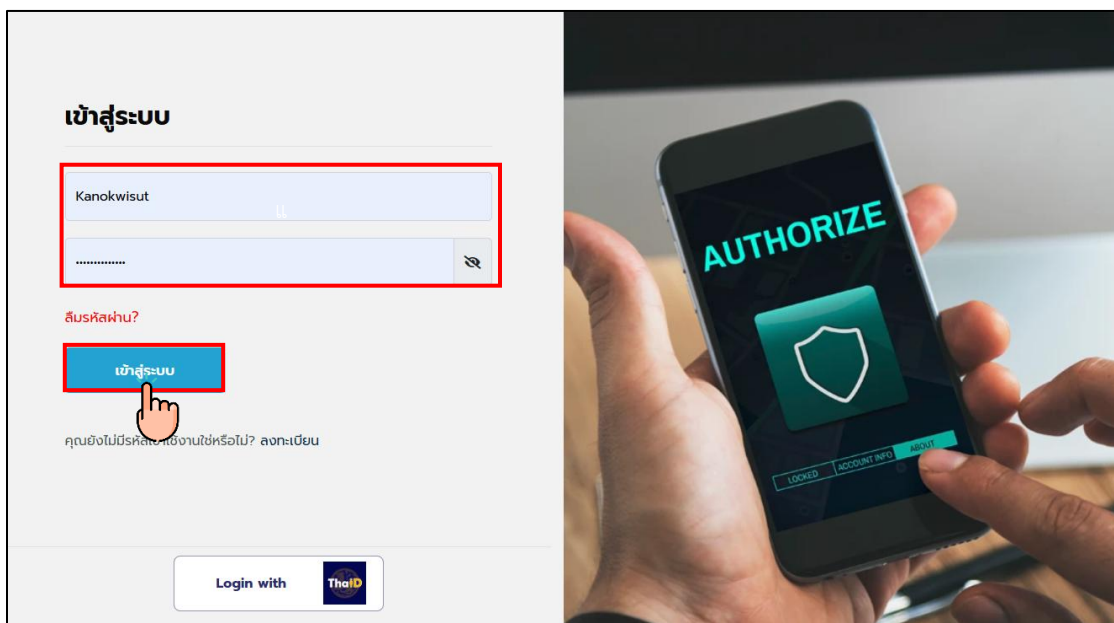 เข้าสู่ระบบ
Kanokwisut
..............
ลืมรหัสผ่าน?
เข้าสู่ระบบ
คุณยังไม่มีรหัสเข้าใช้งานใช่หรือไม่? ลงทะเบียน
Login with ThaID
AUTHORIZE
LOCKED ACCOUNT INFO ABOUT